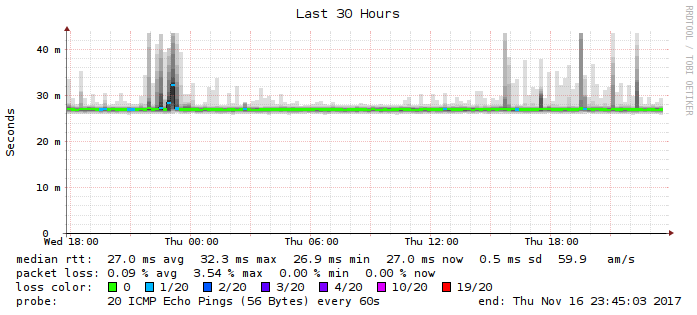 Last 30 Hours
RRDTOOL / TOBI OETIKER
Seconds
40 m
30 m
20 m
10 m
0
Wed 18:00 Thu 00:00 Thu 06:00 Thu 12:00 Thu 18:00
median rtt: 27.0 ms avg 32.3 ms max 26.9 ms min 27.0 ms now 0.5 ms sd 59.9 am/s
packet loss: 0.09 % avg 3.54 % max 0.00 % min 0.00 % now
loss color: 0 1/20 2/20 3/20 4/20 10/20 19/20
probe: 20 ICMP Echo Pings (56 Bytes) every 60s end: Thu Nov 16 23:45:03 2017